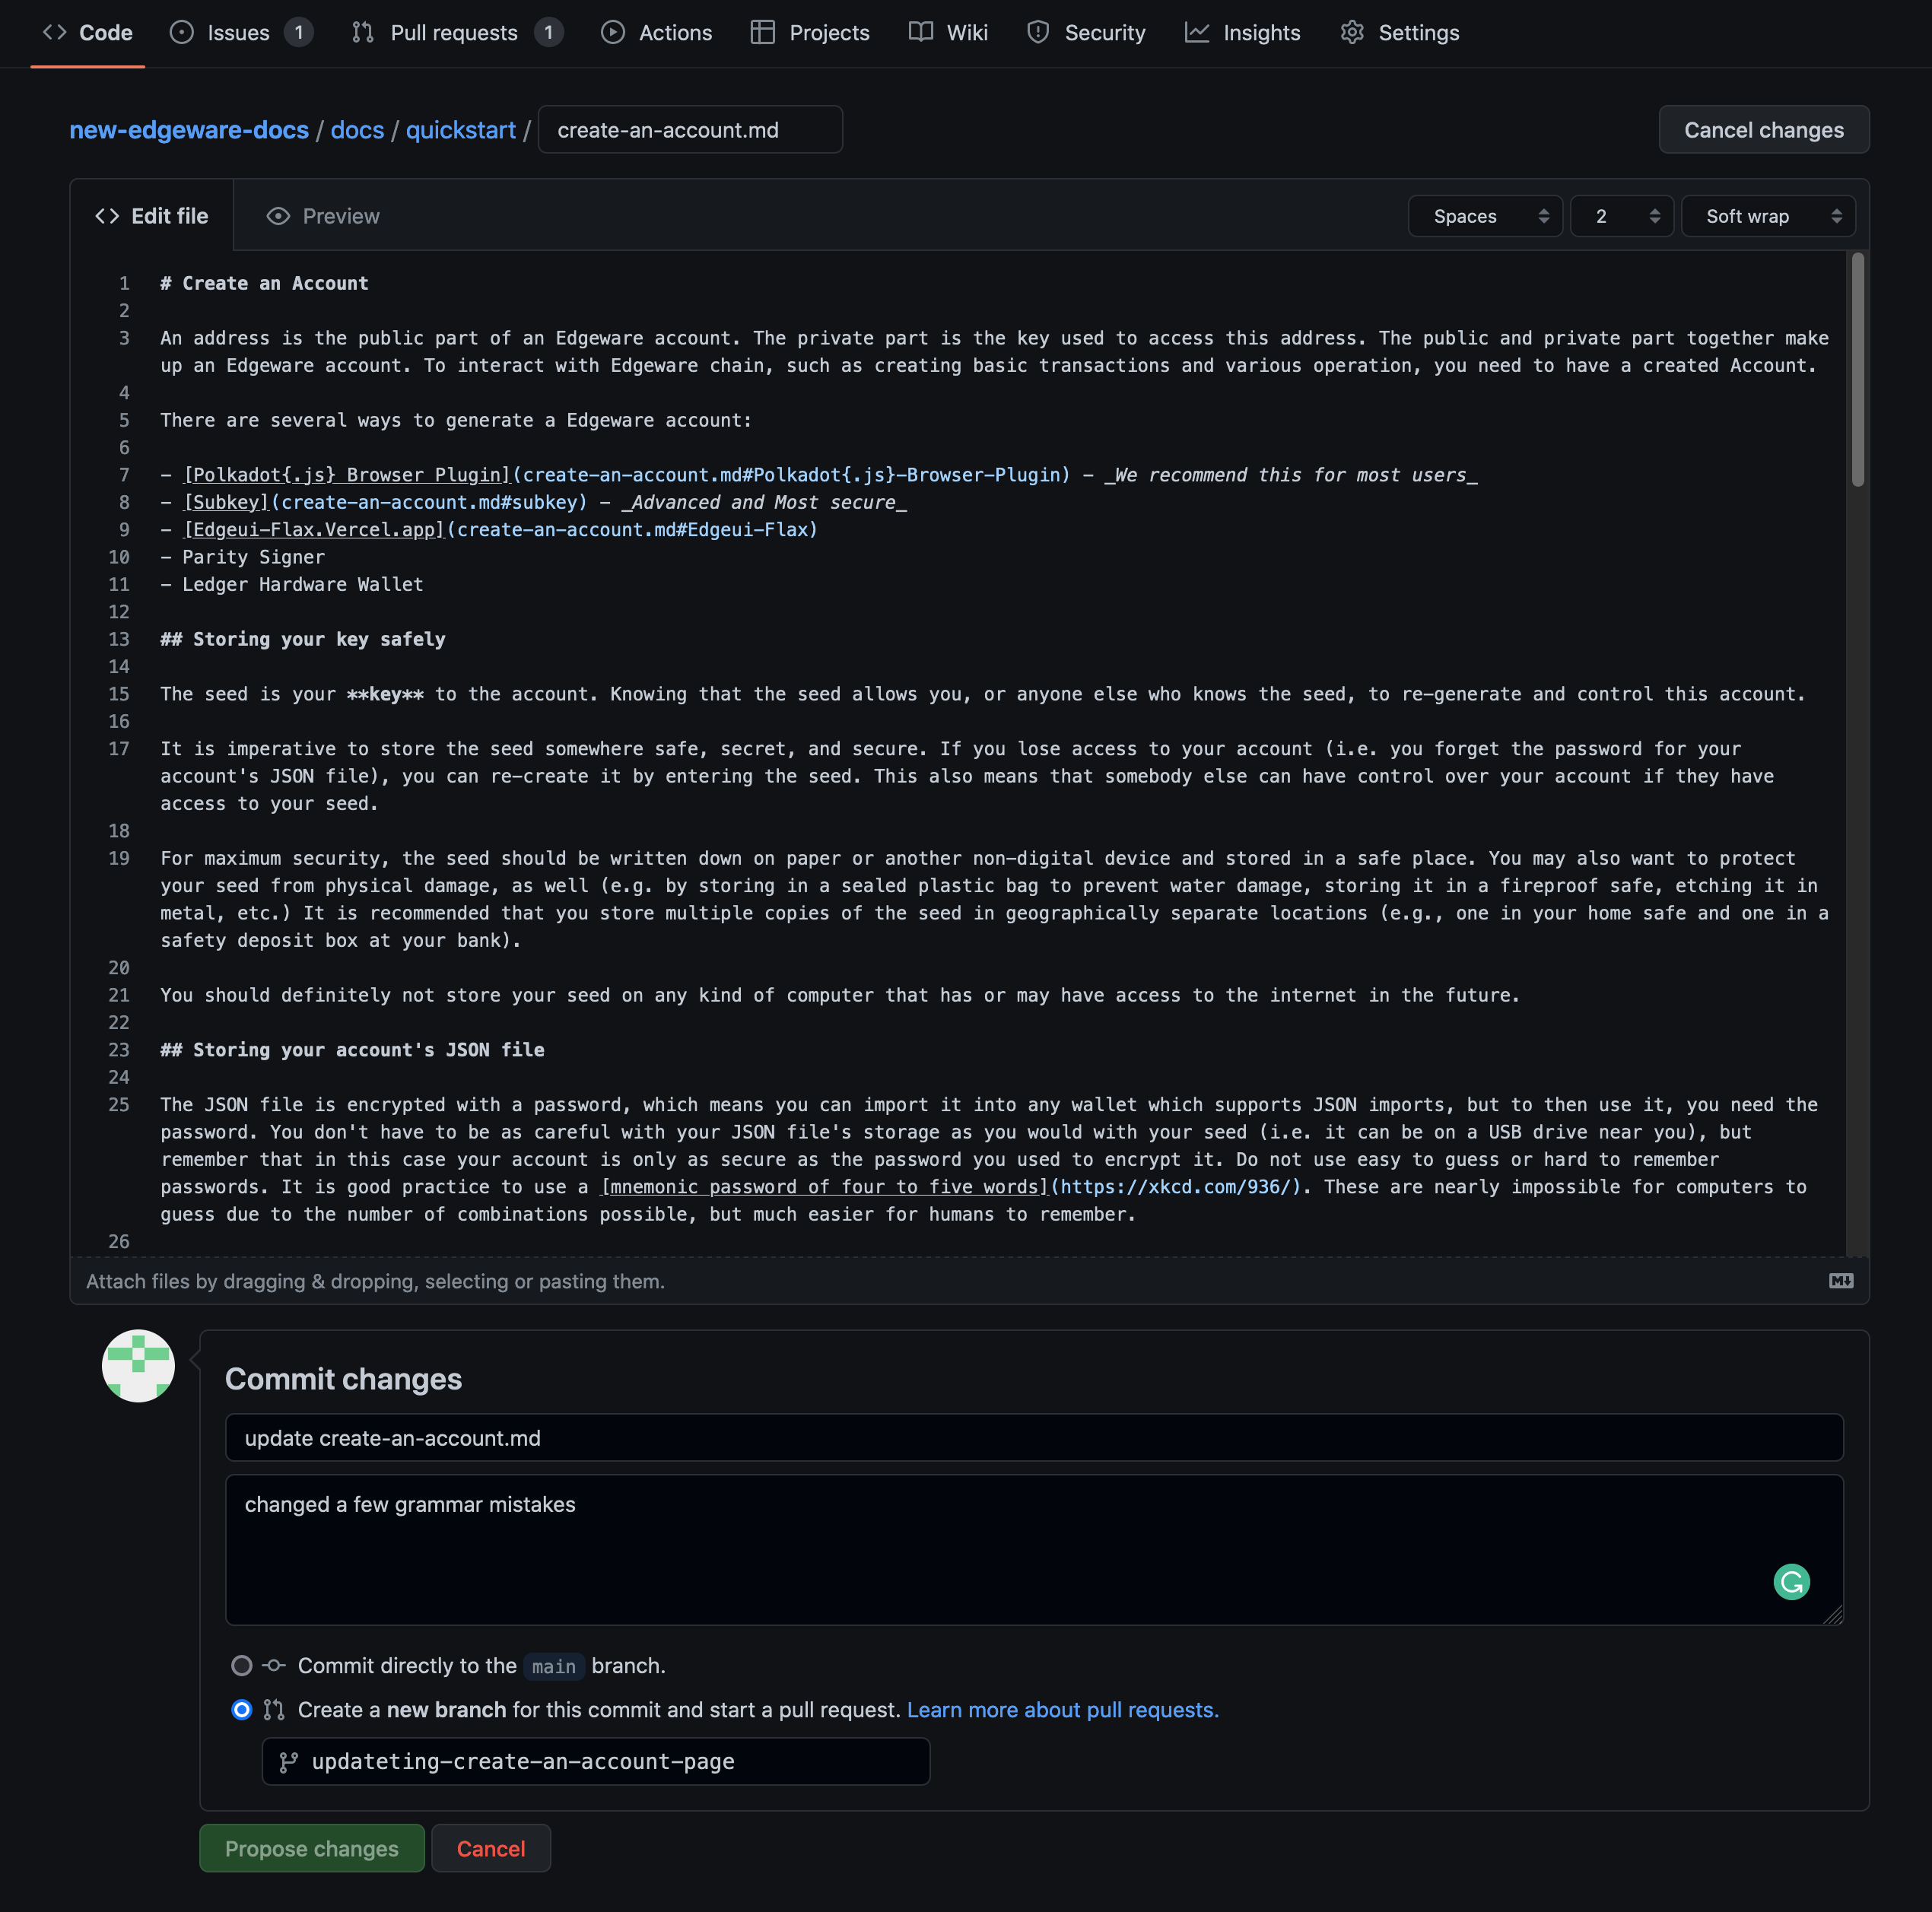 Code Issues 1 Pull requests 1 Actions Projects Wiki Security Insights Settings
new-edgeware-docs / docs / quickstart / create-an-account.md Cancel changes
Edit file Preview Spaces 2 Soft wrap
1 # Create an Account
2
3 An address is the public part of an Edgeware account. The private part is the key used to access this address. The public and private part together make
up an Edgeware account. To interact with Edgeware chain, such as creating basic transactions and various operation, you need to have a created Account.
4
5 There are several ways to generate a Edgeware account:
6
7 - [Polkadot{.js} Browser Plugin](create-an-account.md#Polkadot{.js}-Browser-Plugin) - _We recommend this for most users_
8 - [Subkey](create-an-account.md#subkey) - _Advanced and Most secure_
9 - [Edgeui-Flax.Vercel.app](create-an-account.md#Edgeui-Flax)
10 - Parity Signer
11 - Ledger Hardware Wallet
12
13 ## Storing your key safely
14
15 The seed is your **key** to the account. Knowing that the seed allows you, or anyone else who knows the seed, to re-generate and control this account.
16
17 It is imperative to store the seed somewhere safe, secret, and secure. If you lose access to your account (i.e. you forget the password for your
account's JSON file), you can re-create it by entering the seed. This also means that somebody else can have control over your account if they have
access to your seed.
18
19 For maximum security, the seed should be written down on paper or another non-digital device and stored in a safe place. You may also want to protect
your seed from physical damage, as well (e.g. by storing in a sealed plastic bag to prevent water damage, storing it in a fireproof safe, etching it in
metal, etc.) It is recommended that you store multiple copies of the seed in geographically separate locations (e.g., one in your home safe and one in a
safety deposit box at your bank).
20
21 You should definitely not store your seed on any kind of computer that has or may have access to the internet in the future.
22
23 ## Storing your account's JSON file
24
25 The JSON file is encrypted with a password, which means you can import it into any wallet which supports JSON imports, but to then use it, you need the
password. You don't have to be as careful with your JSON file's storage as you would with your seed (i.e. it can be on a USB drive near you), but
remember that in this case your account is only as secure as the password you used to encrypt it. Do not use easy to guess or hard to remember
passwords. It is good practice to use a [mnemonic password of four to five words](https://xkcd.com/936/). These are nearly impossible for computers to
guess due to the number of combinations possible, but much easier for humans to remember.
26
Attach files by dragging & dropping, selecting or pasting them. M↓
Commit changes
update create-an-account.md
changed a few grammar mistakes
Commit directly to the main branch.
Create a new branch for this commit and start a pull request. Learn more about pull requests.
updateting-create-an-account-page
Propose changes Cancel